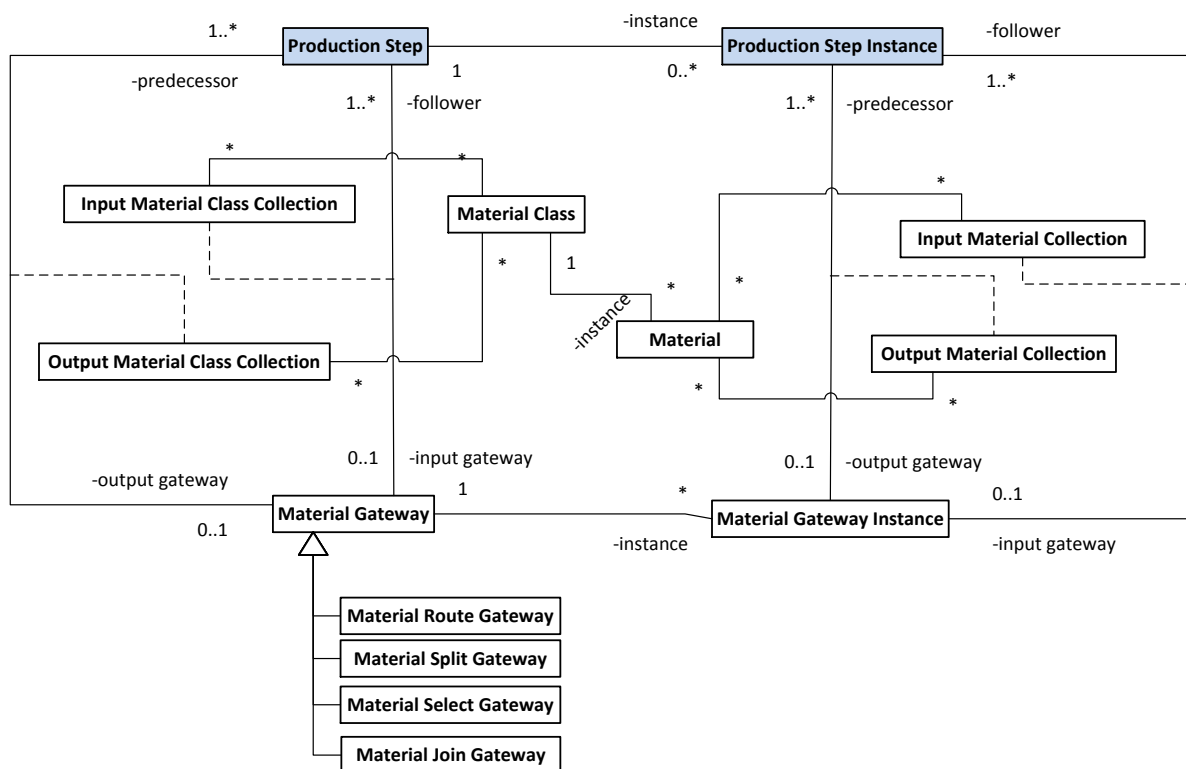 -instance
1..*
Production Step
Production Step Instance
-follower
-predecessor
1
0..*
1..*
1..*
-follower
1..*
-predecessor
*
*
*
Input Material Class Collection
Material Class
Input Material Collection
*
1
*
*
-instance
Material
Output Material Class Collection
Output Material Collection
*
*
*
0..1
-input gateway
0..1
-output gateway
-output gateway
1
*
0..1
Material Gateway
Material Gateway Instance
0..1
-instance
-input gateway
Material Route Gateway
Material Split Gateway
Material Select Gateway
Material Join Gateway